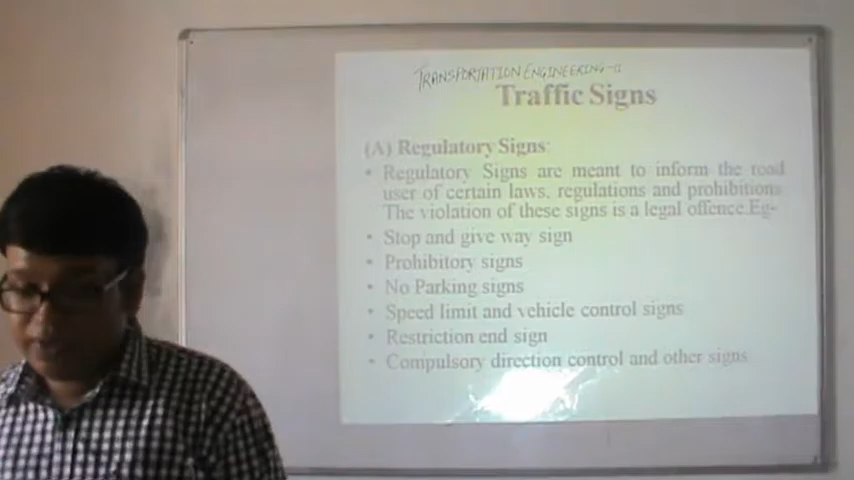 TRANSPORTATION ENGINEERING-II
Traffic Signs
(A) Regulatory Signs:
• Regulatory Signs are meant to inform the road
user of certain laws, regulations and prohibitions.
The violation of these signs is a legal offence.Eg-
• Stop and give way sign
• Prohibitory signs
• No Parking signs
• Speed limit and vehicle control signs
• Restriction end sign
• Compulsory direction control and other signs